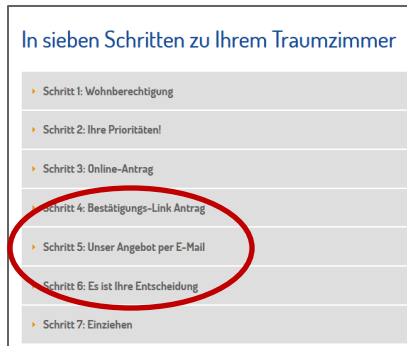 In sieben Schritten zu Ihrem Traumzimmer
Schritt 1: Wohnberechtigung
Schritt 2: Ihre Prioritäten!
Schritt 3: Online-Antrag
Schritt 4: Bestätigungs-Link Antrag
Schritt 5: Unser Angebot per E-Mail
Schritt 6: Es ist Ihre Entscheidung
Schritt 7: Einziehen